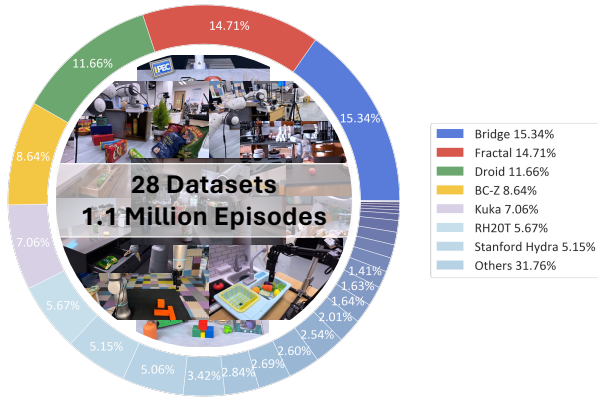 14.71%
11.66%
15.34%
8.64%
7.06%
5.67%
5.15%
5.06%
3.42%
2.84%
2.69%
2.60%
2.54%
2.01%
1.64%
1.63%
1.41%
IPEC
28 Datasets
1.1 Million Episodes
Bridge 15.34%
Fractal 14.71%
Droid 11.66%
BC-Z 8.64%
Kuka 7.06%
RH20T 5.67%
Stanford Hydra 5.15%
Others 31.76%